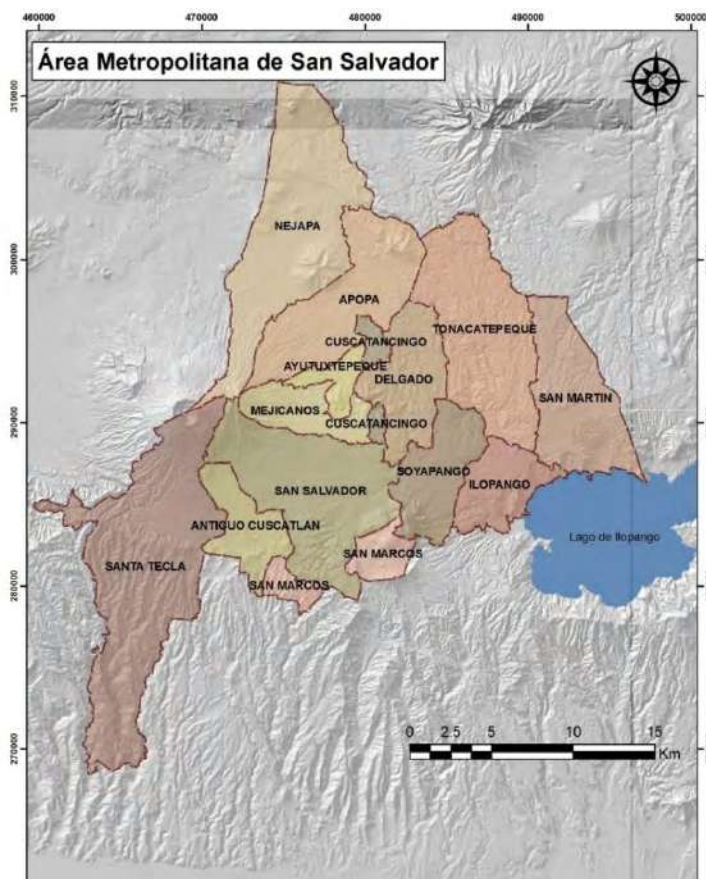 460000 470000 480000 490000 500000
Área Metropolitana de San Salvador
310000
300000
290000
280000
270000
NEJAPA
APOPA
TONACATEPEQUE
CUSCATANCINGO
AYUTUXTEPEQUE
DELGADO
SAN MARTIN
MEJICANOS
CUSCATANCINGO
SOYAPANGO
ILOPANGO
SAN SALVADOR
ANTIGUO CUSCATLAN
Lago de Ilopango
SAN MARCOS
SANTA TECLA
SAN MARCOS
0 2.5 5 10 15
Km